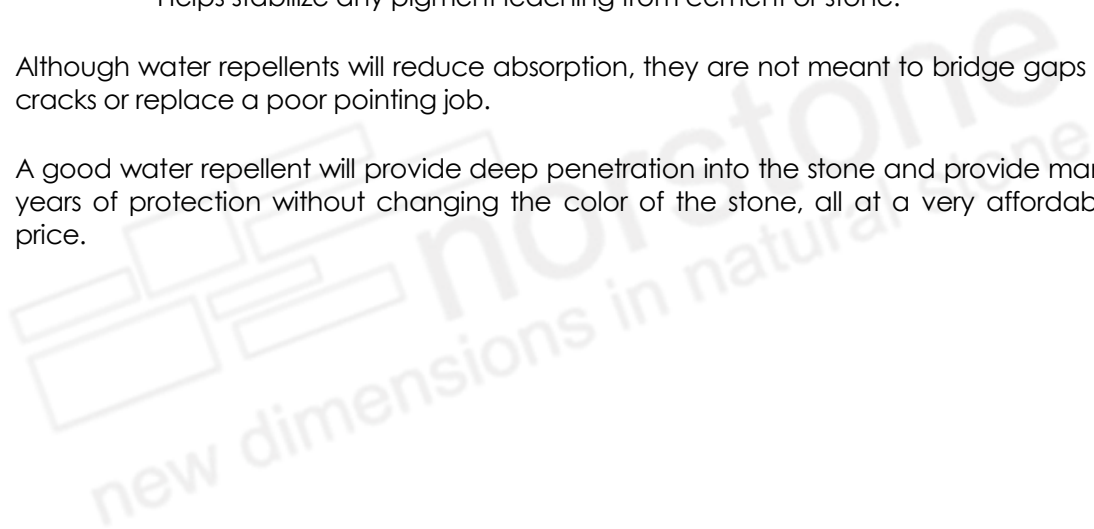 Helps stabilize any pigment leaching from cement or stone.
Although water repellents will reduce absorption, they are not meant to bridge gaps
cracks or replace a poor pointing job.
A good water repellent will provide deep penetration into the stone and provide
years of protection without changing the color of the stone, all at a very
price.
norstone
new dimensions in natural stone